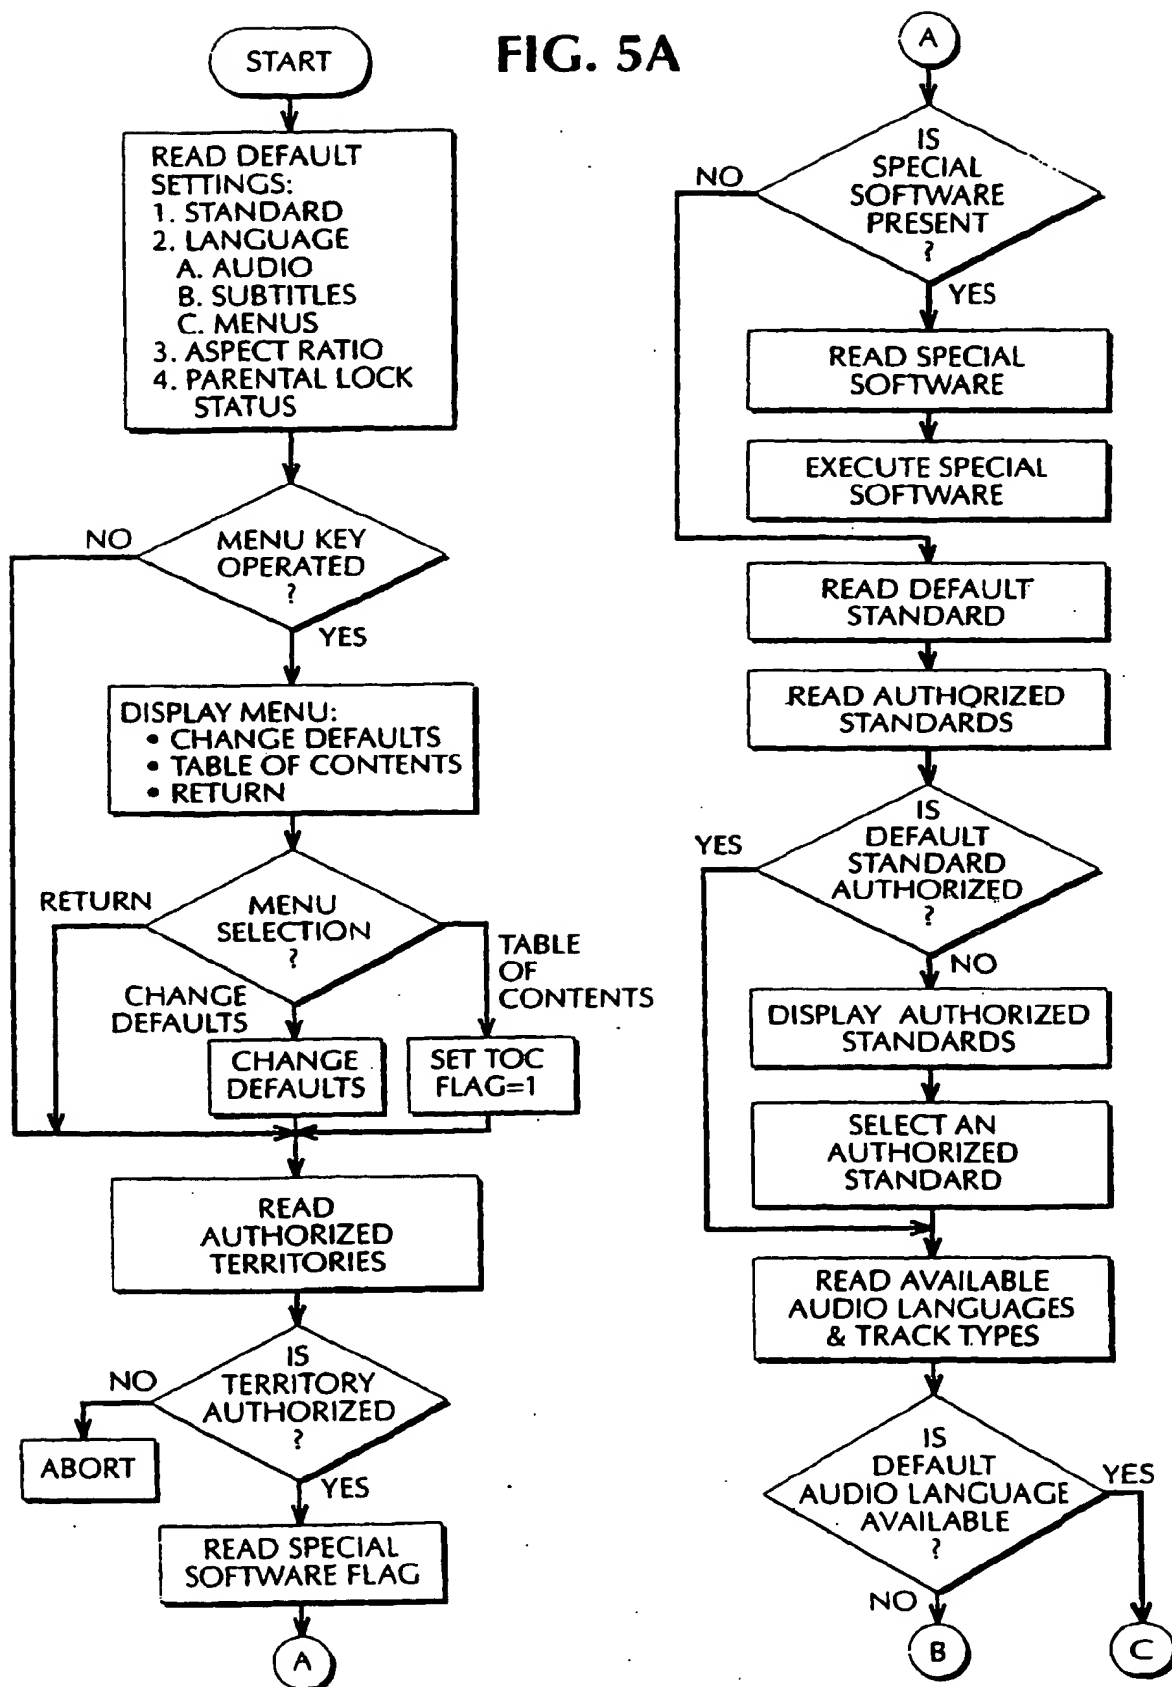 FIG. 5A
START
READ DEFAULT
SETTINGS:
1. STANDARD
2. LANGUAGE
A. AUDIO
B. SUBTITLES
C. MENUS
3. ASPECT RATIO
4. PARENTAL LOCK
STATUS
NO
MENU KEY
OPERATED
?
YES
DISPLAY MENU:
• CHANGE DEFAULTS
• TABLE OF CONTENTS
• RETURN
RETURN
MENU
SELECTION
?
CHANGE
DEFAULTS
TABLE
OF
CONTENTS
CHANGE
DEFAULTS
SET TOC
FLAG=1
READ
AUTHORIZED
TERRITORIES
NO
IS
TERRITORY
AUTHORIZED
?
ABORT
YES
READ SPECIAL
SOFTWARE FLAG
A
A
NO
IS
SPECIAL
SOFTWARE
PRESENT
?
YES
READ SPECIAL
SOFTWARE
EXECUTE SPECIAL
SOFTWARE
READ DEFAULT
STANDARD
READ AUTHORIZED
STANDARDS
YES
IS
DEFAULT
STANDARD
AUTHORIZED
?
NO
DISPLAY AUTHORIZED
STANDARDS
SELECT AN
AUTHORIZED
STANDARD
READ AVAILABLE
AUDIO LANGUAGES
& TRACK TYPES
IS
DEFAULT
AUDIO LANGUAGE
AVAILABLE
?
YES
NO
B
C